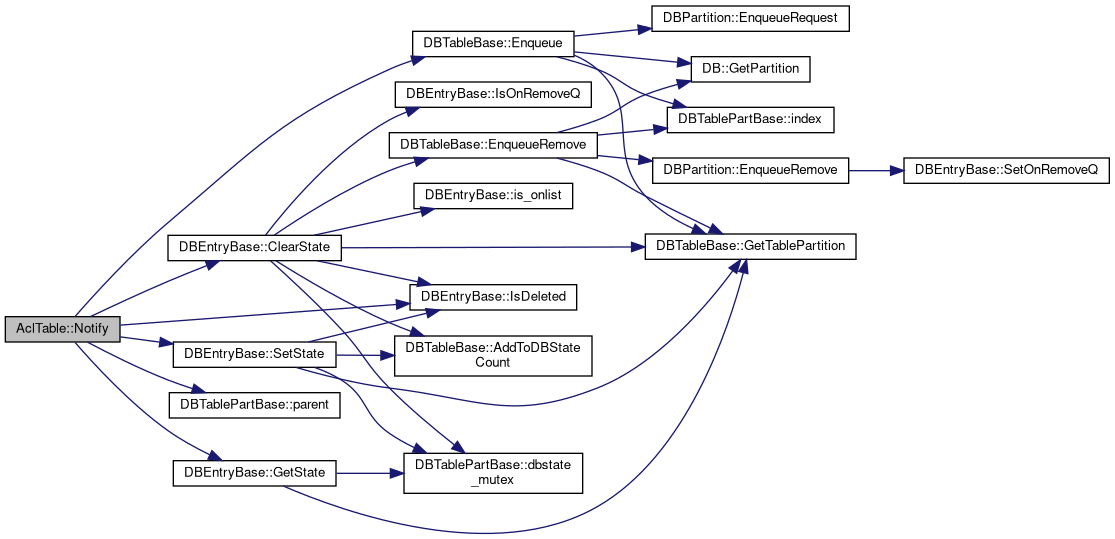 DBPartition::EnqueueRequest
DBTableBase::Enqueue
DB::GetPartition
DBEntryBase::IsOnRemoveQ
DBTablePartBase::index
DBTableBase::EnqueueRemove
DBPartition::EnqueueRemove
DBEntryBase::SetOnRemoveQ
DBEntryBase::is_onlist
DBEntryBase::ClearState
DBTableBase::GetTablePartition
DBEntryBase::IsDeleted
AclTable::Notify
DBEntryBase::SetState
DBTableBase::AddToDBState
Count
DBTablePartBase::parent
DBEntryBase::GetState
DBTablePartBase::dbstate
_mutex